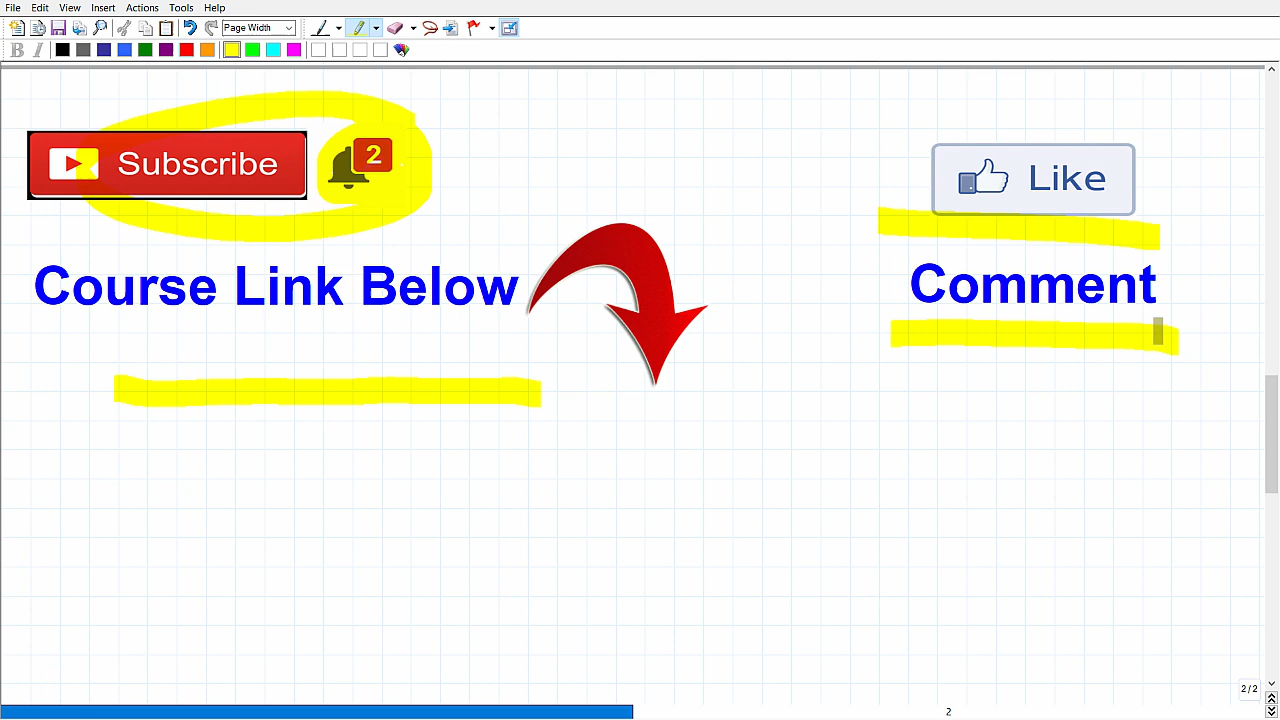 File Edit View Insert Actions Tools Help
Page Width
B I
Subscribe 2
Like
Course Link Below
Comment
2/2
2